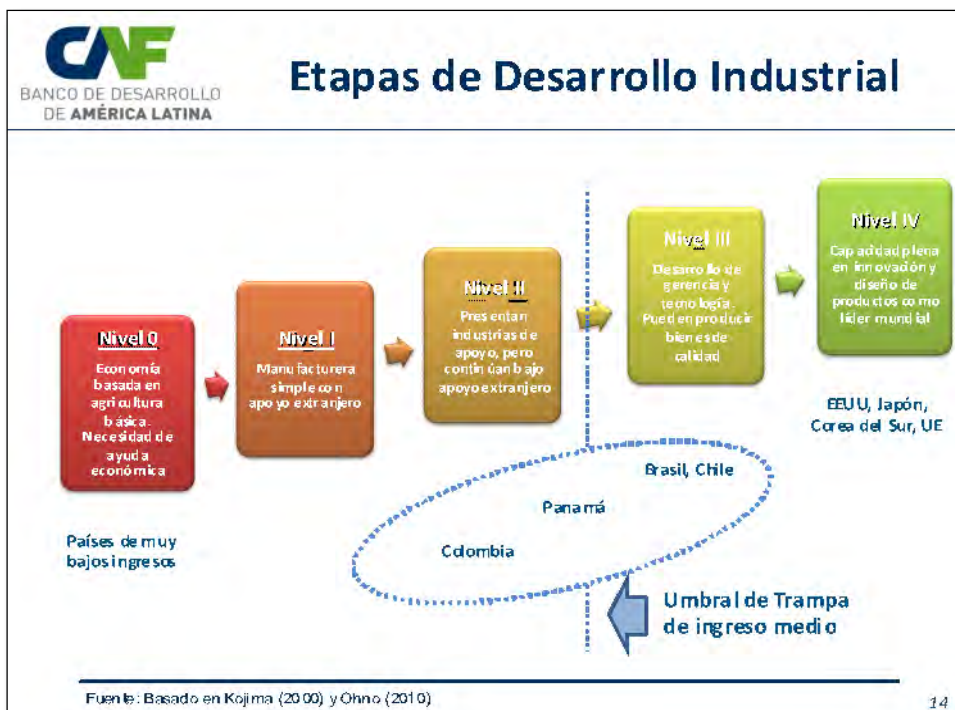 CAF
BANCO DE DESARROLLO
DE AMÉRICA LATINA
Etapas de Desarrollo Industrial
Nivel 0
Economía
basada en
agricultura
básica.
Necesidad de
ayuda
económica
Países de muy
bajos ingresos
Nivel I
Manufacturera
simple con
apoyo extranjero
Nivel II
Presentan
industrias de
apoyo, pero
continúan bajo
apoyo extranjero
Nivel III
Desarrollo de
gerencia y
tecnología.
Pueden producir
bienes de
calidad
Nivel IV
Capacidad plena
en innovación y
diseño de
productos como
líder mundial
EEUU, Japón,
Corea del Sur, UE
Brasil, Chile
Panamá
Colombia
Umbral de Trampa
de ingreso medio
Fuente: Basado en Kojima (2000) y Ohno (2010)
14